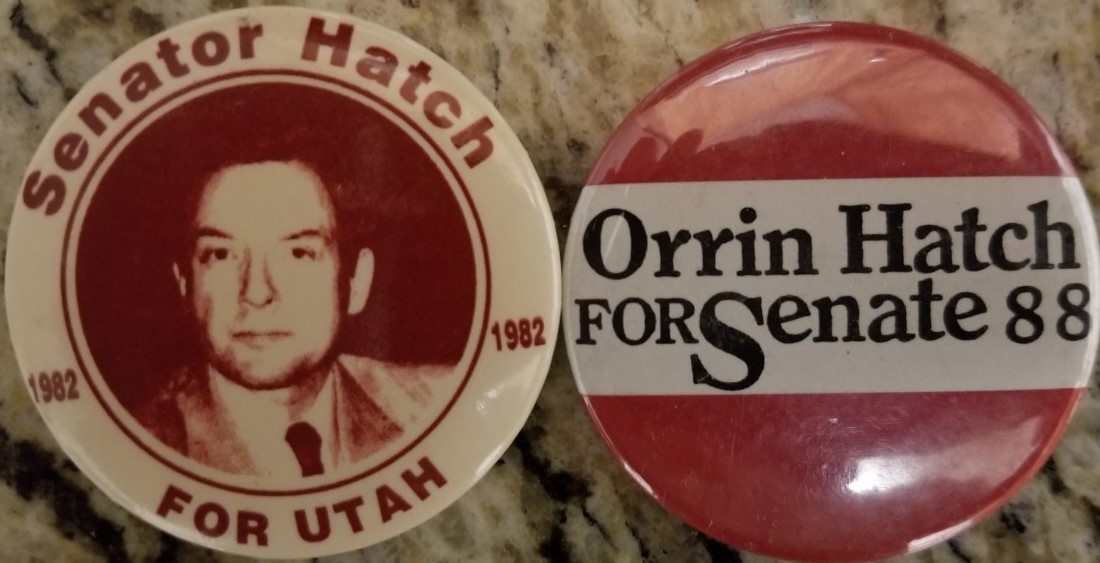 Senator Hatch
1982
1982
FOR UTAH
Orrin Hatch
FOR Senate 88